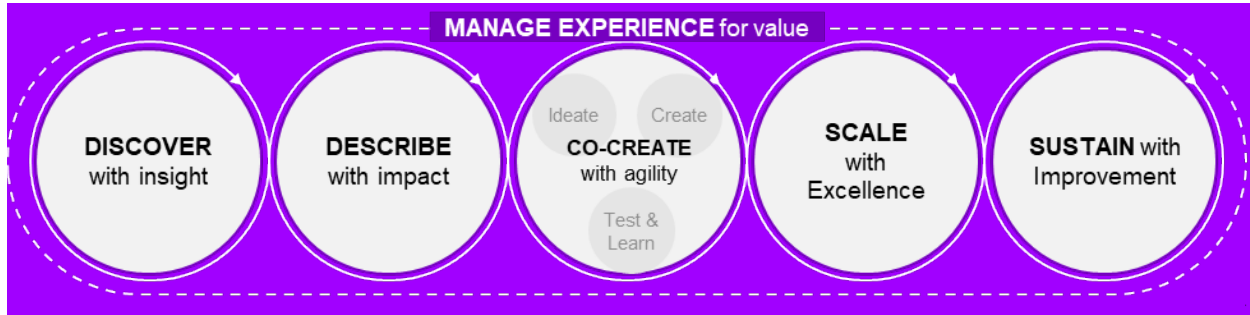 MANAGE EXPERIENCE for value
DISCOVER
with insight
DESCRIBE
with impact
Ideate
Create
CO-CREATE
with agility
Test &
Learn
SCALE
with
Excellence
SUSTAIN with
Improvement